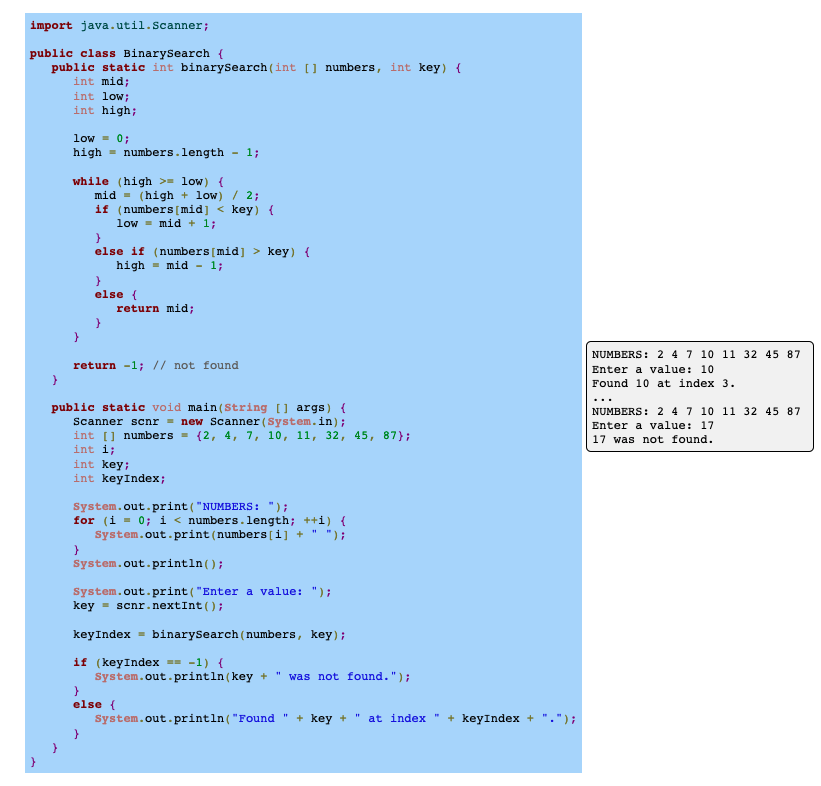 import java.util.Scanner;

public class BinarySearch {
   public static int binarySearch(int [] numbers, int key) {
      int mid;
      int low;
      int high;

      low = 0;
      high = numbers.length - 1;

      while (high >= low) {
         mid = (high + low) / 2;
         if (numbers[mid] < key) {
            low = mid + 1;
         }
         else if (numbers[mid] > key) {
            high = mid - 1;
         }
         else {
            return mid;
         }
      }

      return -1; // not found
   }

   public static void main(String [] args) {
      Scanner scnr = new Scanner(System.in);
      int [] numbers = {2, 4, 7, 10, 11, 32, 45, 87};
      int i;
      int key;
      int keyIndex;

      System.out.print("NUMBERS: ");
      for (i = 0; i < numbers.length; ++i) {
         System.out.print(numbers[i] + " ");
      }
      System.out.println();

      System.out.print("Enter a value: ");
      key = scnr.nextInt();

      keyIndex = binarySearch(numbers, key);

      if (keyIndex == -1) {
         System.out.println(key + " was not found.");
      }
      else {
         System.out.println("Found " + key + " at index " + keyIndex + ".");
      }
   }
}
NUMBERS: 2 4 7 10 11 32 45 87
Enter a value: 10
Found 10 at index 3.
...
NUMBERS: 2 4 7 10 11 32 45 87
Enter a value: 17
17 was not found.